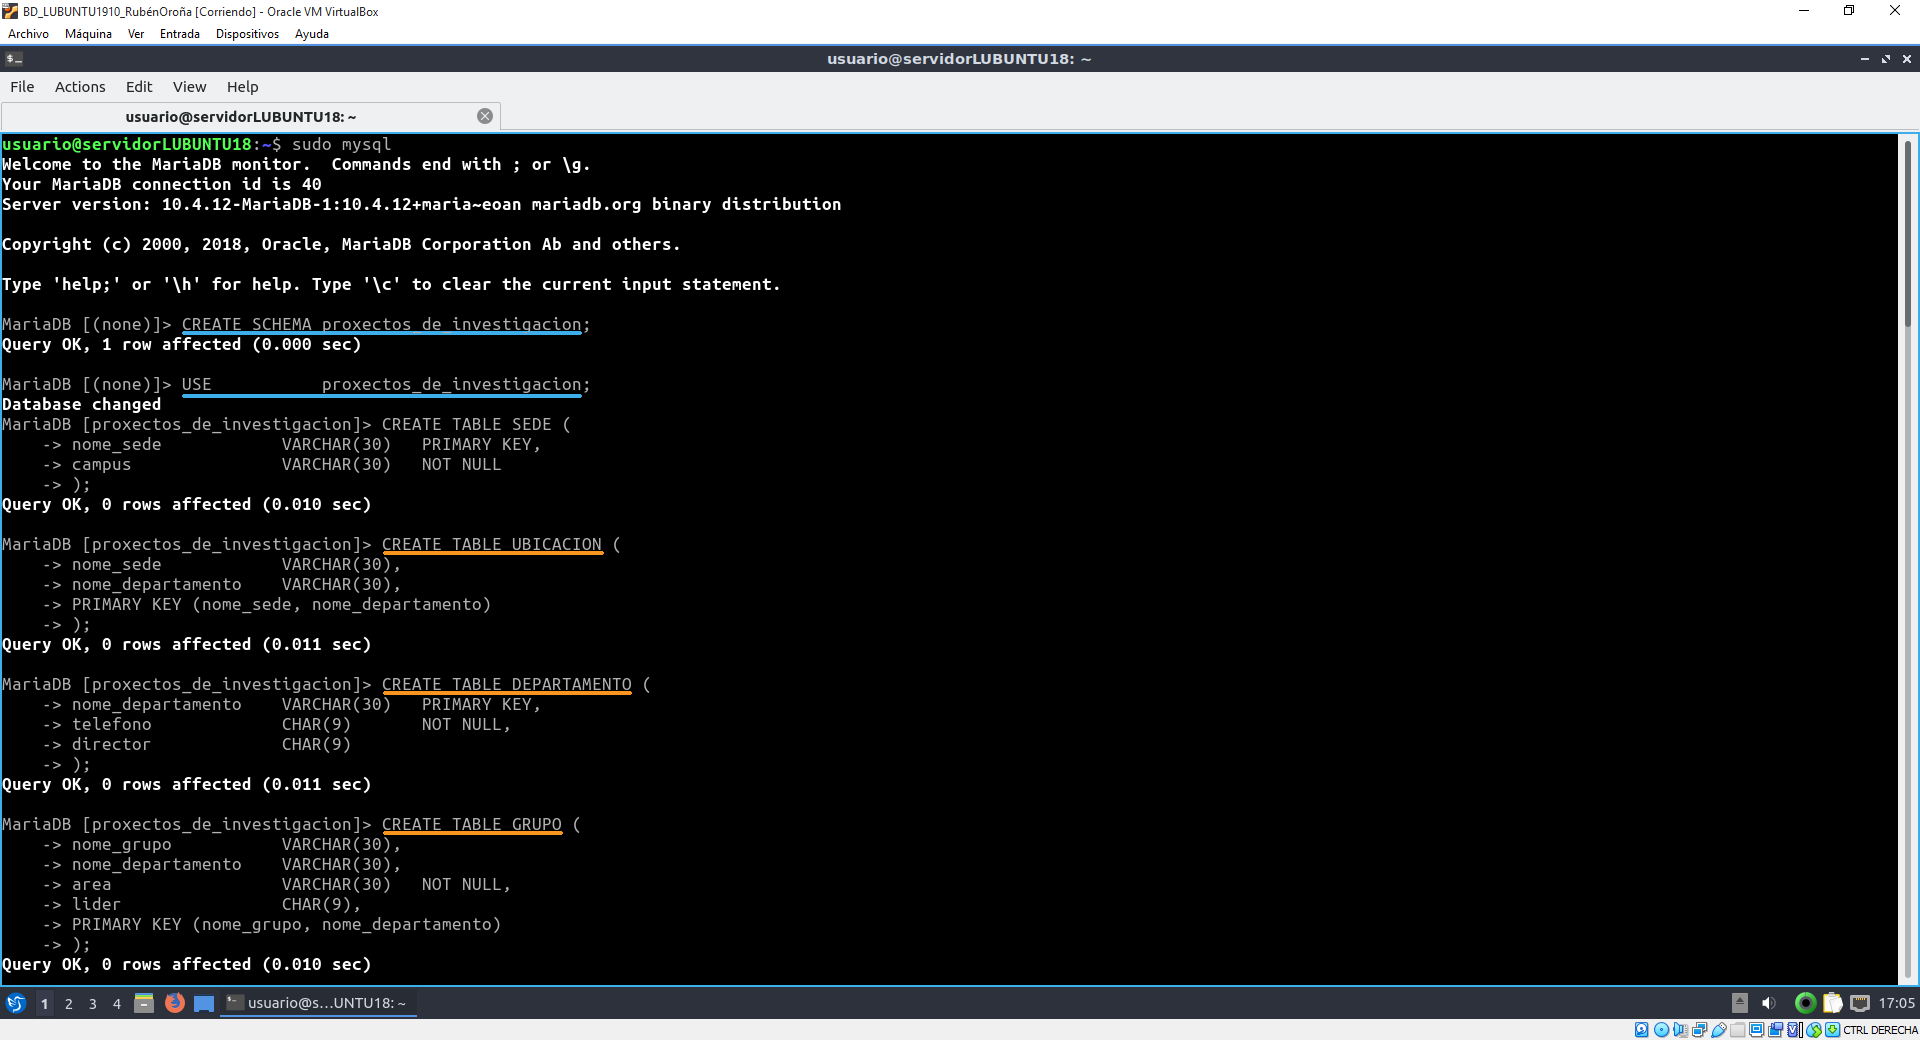 BD_LUBUNTU1910_RubénOroña [Corriendo] - Oracle VM VirtualBox
Archivo Máquina Ver Entrada Dispositivos Ayuda
usuario@servidorLUBUNTU18: ~
File Actions Edit View Help
usuario@servidorLUBUNTU18: ~
usuario@servidorLUBUNTU18:~$ sudo mysql
Welcome to the MariaDB monitor.  Commands end with ; or \g.
Your MariaDB connection id is 40
Server version: 10.4.12-MariaDB-1:10.4.12+maria~eoan mariadb.org binary distribution
Copyright (c) 2000, 2018, Oracle, MariaDB Corporation Ab and others.
Type 'help;' or '\h' for help. Type '\c' to clear the current input statement.
MariaDB [(none)]> CREATE SCHEMA proxectos_de_investigacion;
Query OK, 1 row affected (0.000 sec)
MariaDB [(none)]> USE           proxectos_de_investigacion;
Database changed
MariaDB [proxectos_de_investigacion]> CREATE TABLE SEDE (
    -> nome_sede            VARCHAR(30)   PRIMARY KEY,
    -> campus               VARCHAR(30)   NOT NULL
    -> );
Query OK, 0 rows affected (0.010 sec)
MariaDB [proxectos_de_investigacion]> CREATE TABLE UBICACION (
    -> nome_sede            VARCHAR(30),
    -> nome_departamento    VARCHAR(30),
    -> PRIMARY KEY (nome_sede, nome_departamento)
    -> );
Query OK, 0 rows affected (0.011 sec)
MariaDB [proxectos_de_investigacion]> CREATE TABLE DEPARTAMENTO (
    -> nome_departamento    VARCHAR(30)   PRIMARY KEY,
    -> telefono             CHAR(9)       NOT NULL,
    -> director             CHAR(9)
    -> );
Query OK, 0 rows affected (0.011 sec)
MariaDB [proxectos_de_investigacion]> CREATE TABLE GRUPO (
    -> nome_grupo           VARCHAR(30),
    -> nome_departamento    VARCHAR(30),
    -> area                 VARCHAR(30)   NOT NULL,
    -> lider                CHAR(9),
    -> PRIMARY KEY (nome_grupo, nome_departamento)
    -> );
Query OK, 0 rows affected (0.010 sec)
1 2 3 4 usuario@s...UNTU18: ~ 17:05
CTRL DERECHA